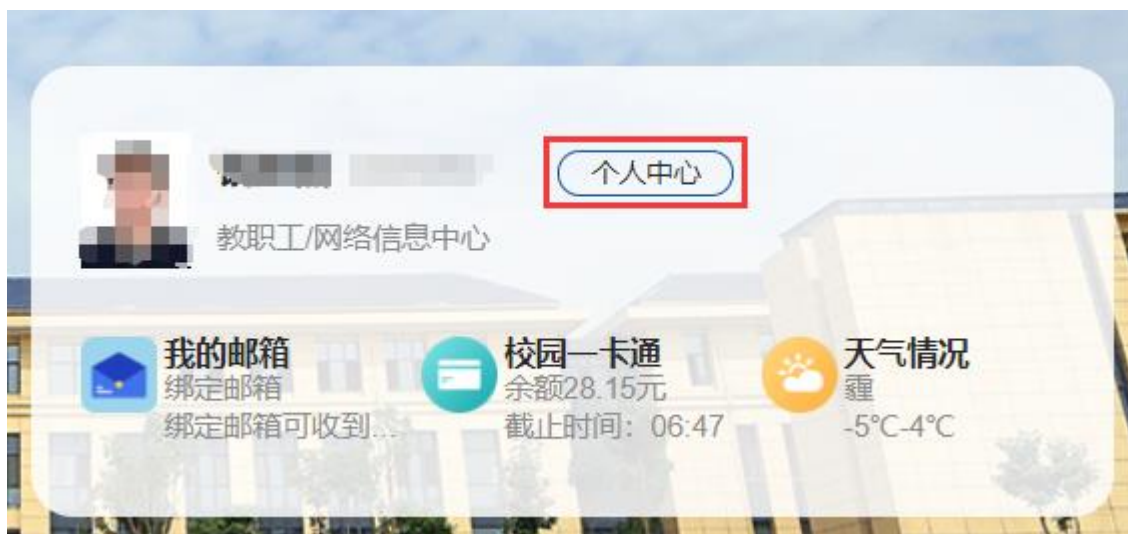 个人中心
教职工/网络信息中心
我的邮箱
绑定邮箱
绑定邮箱可收到...
校园一卡通
余额28.15元
截止时间：06:47
天气情况
霾
-5℃-4℃